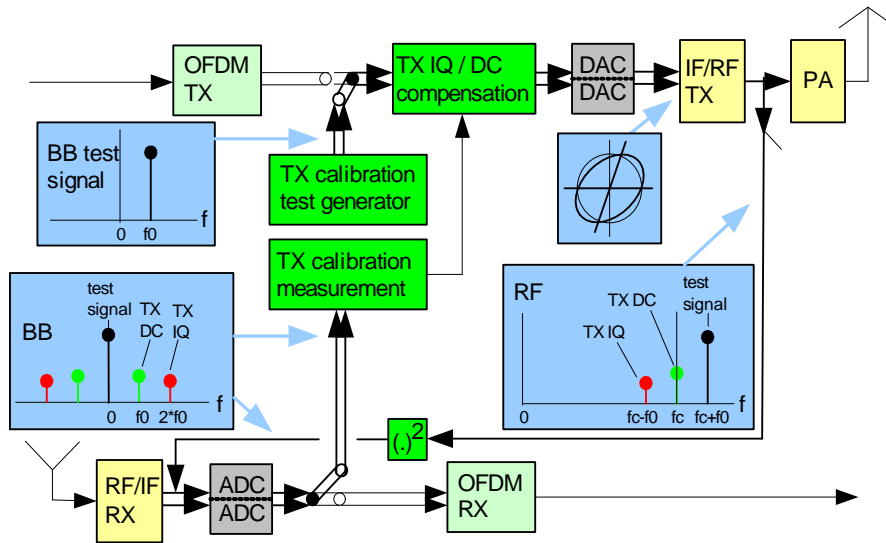 OFDM
TX
TX IQ / DC
compensation
DAC
DAC
IF/RF
TX
PA
BB test
signal
0
f0
f
TX calibration
test generator
TX calibration
measurement
BB
test
signal
TX
DC
TX
IQ
0
f0
2*f0
f
RF
TX DC
test
signal
TX IQ
0
fc-f0
fc
fc+f0
f
(.)2
RF/IF
RX
ADC
ADC
OFDM
RX